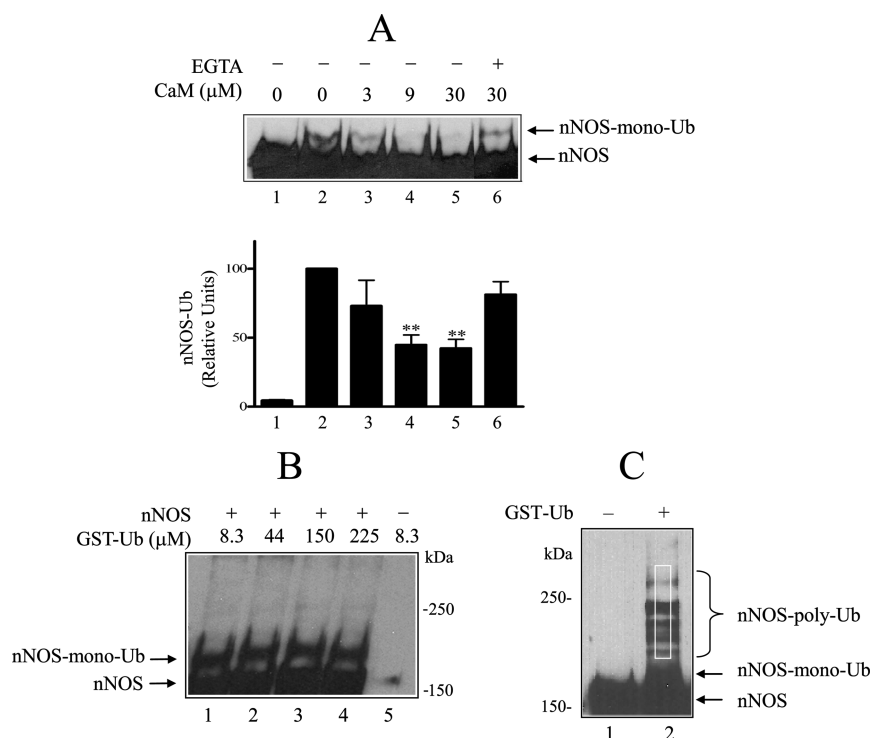 A
EGTA – – – – – +
CaM (μM) 0 0 3 9 30 30
nNOS-mono-Ub
nNOS
1 2 3 4 5 6
nNOS-Ub
(Relative Units)
100
50
0
** **
1 2 3 4 5 6
B
nNOS + + + + –
GST-Ub (μM) 8.3 44 150 225 8.3
kDa
-250
nNOS-mono-Ub
nNOS
-150
1 2 3 4 5
C
GST-Ub – +
kDa
250-
nNOS-poly-Ub
nNOS-mono-Ub
150-
nNOS
1 2